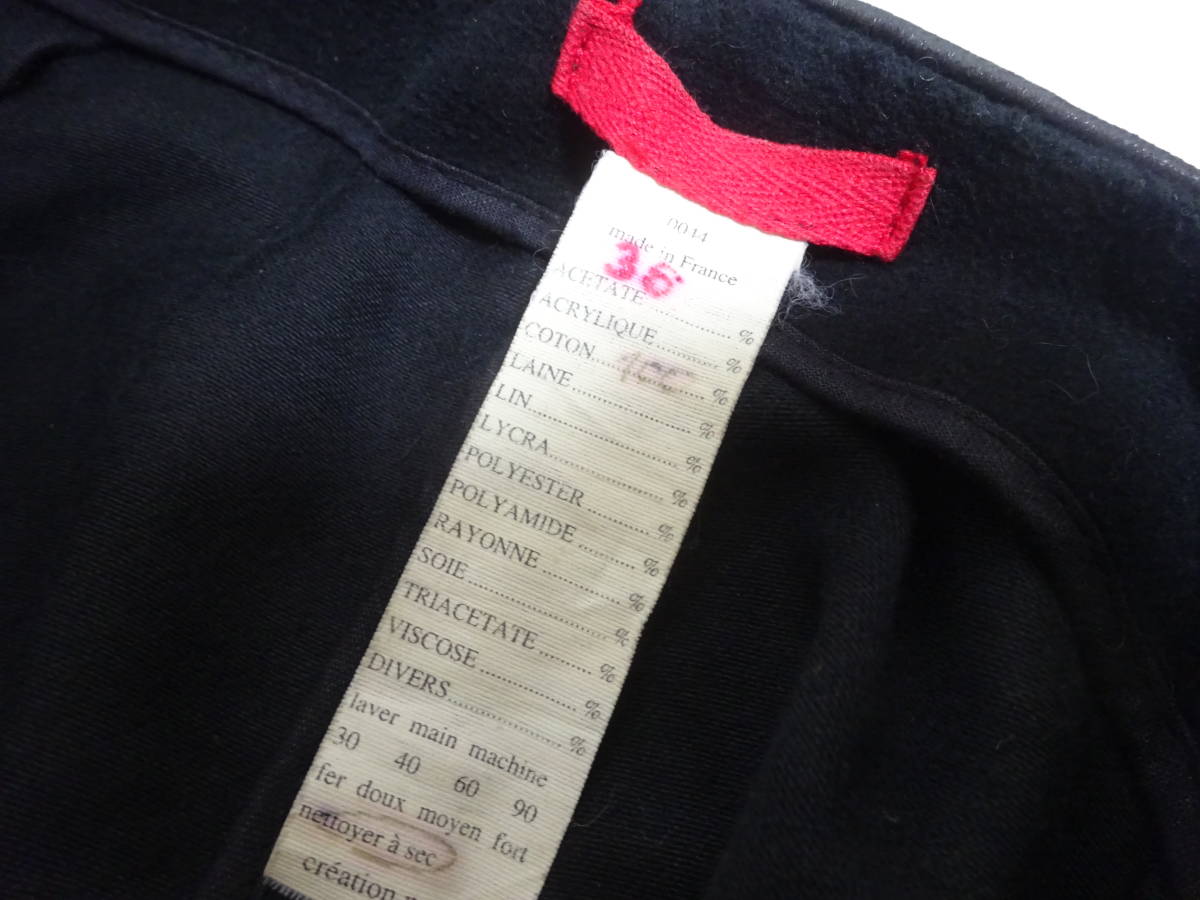 0044
made in France
36
ACETATE.................%
ACRYLIQUE.................%
COTON.....100.....%
LAINE.................%
LIN.................%
LYCRA.................%
POLYESTER.................%
POLYAMIDE.................%
RAYONNE.................%
SOIE.................%
TRIACETATE.................%
VISCOSE.................%
DIVERS.................%
laver main machine
30 40 60 90
fer doux moyen fort
nettoyer à sec
création